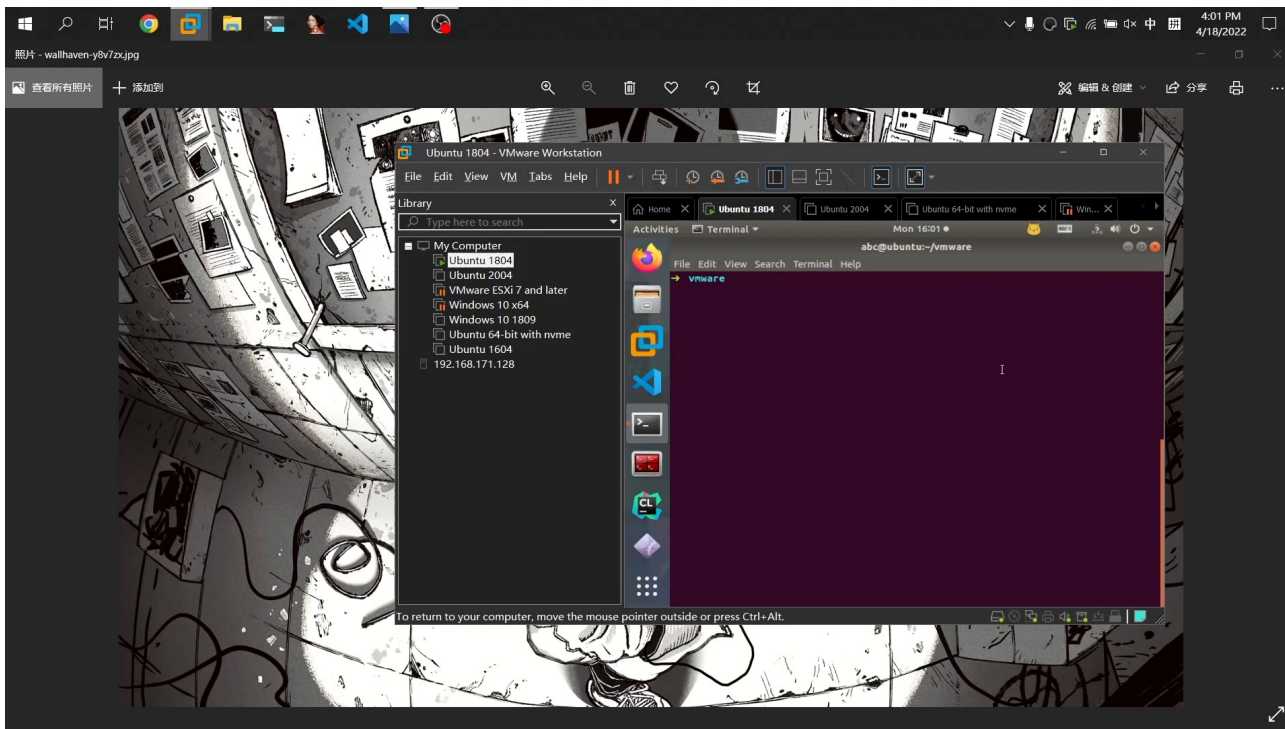 中
拼
4:01 PM
4/18/2022
照片 - wallhaven-y8v7zx.jpg
查看所有照片
添加到
编辑 & 创建
分享
Ubuntu 1804 - VMware Workstation
File Edit View VM Tabs Help
Library
Type here to search
My Computer
Ubuntu 1804
Ubuntu 2004
VMware ESXi 7 and later
Windows 10 x64
Windows 10 1809
Ubuntu 64-bit with nvme
Ubuntu 1604
192.168.171.128
Home
Ubuntu 1804
Ubuntu 2004
Ubuntu 64-bit with nvme
Win...
Activities
Terminal
Mon 16:01
abc@ubuntu:~/vmware
File Edit View Search Terminal Help
→ vmware
CL
To return to your computer, move the mouse pointer outside or press Ctrl+Alt.